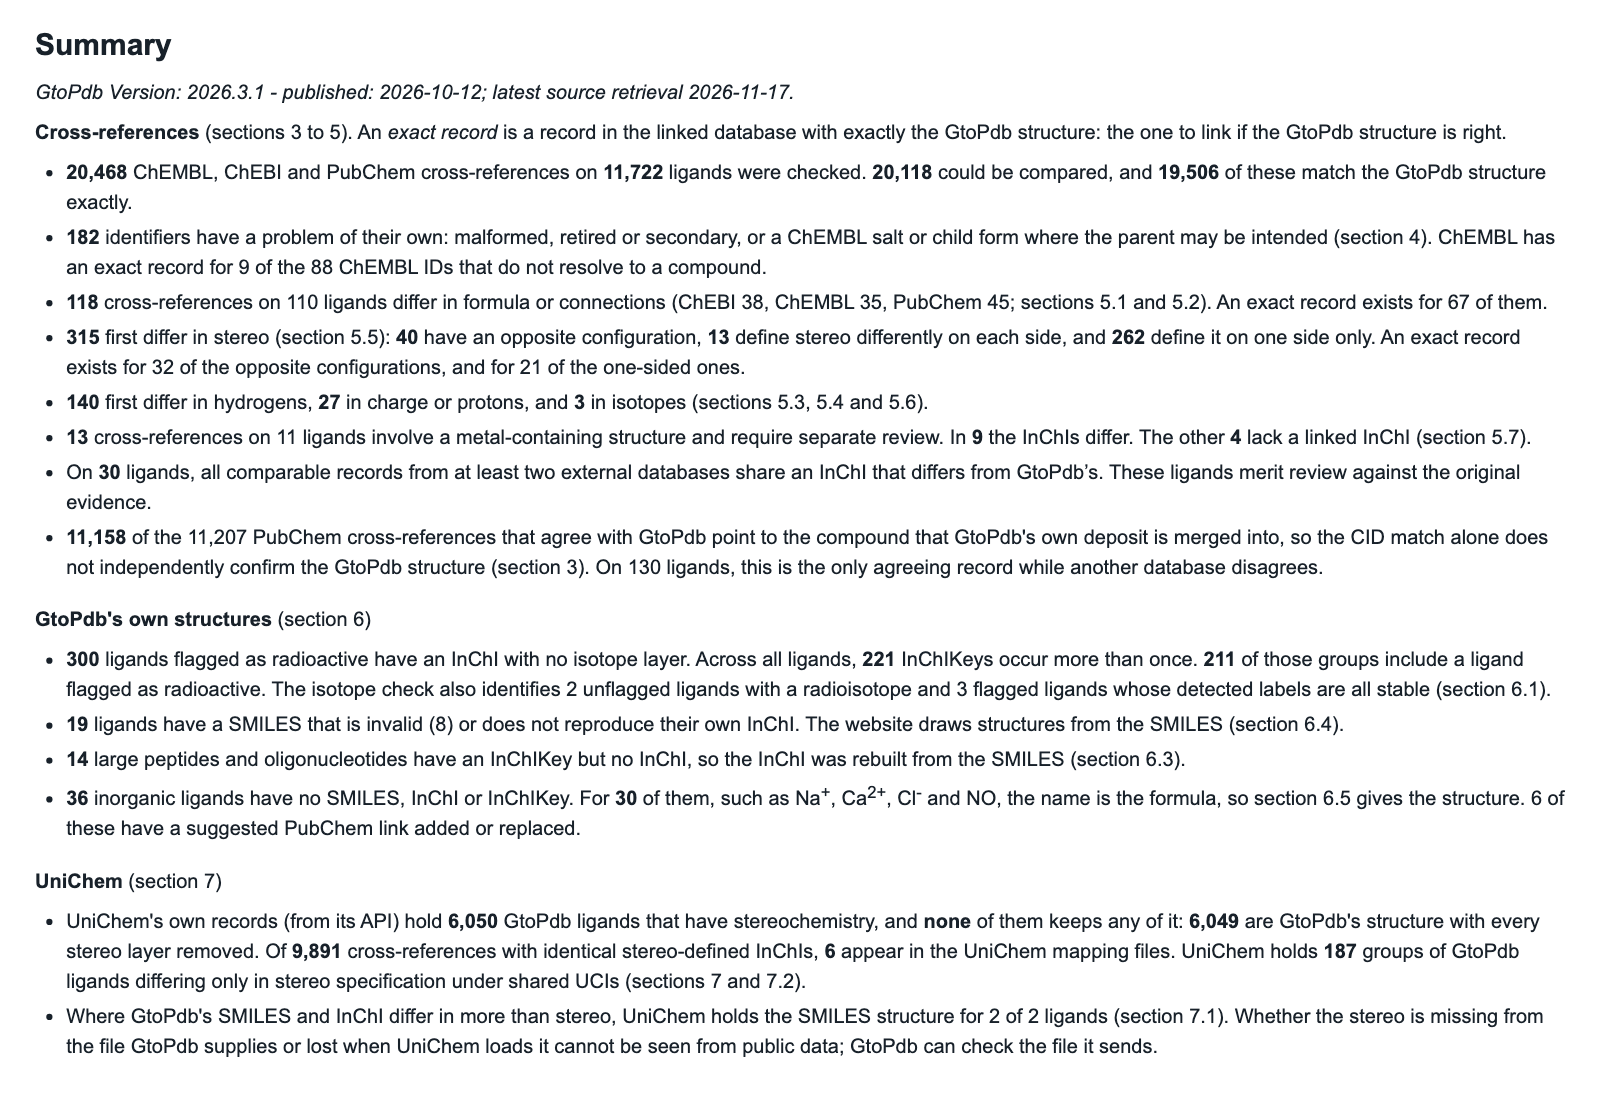 Summary
GtoPdb Version: 2026.3.1 - published: 2026-10-12; latest source retrieval 2026-11-17.
Cross-references (sections 3 to 5). An exact record is a record in the linked database with exactly the GtoPdb structure: the one to link if the GtoPdb structure is right.
• 20,468 ChEMBL, ChEBI and PubChem cross-references on 11,722 ligands were checked. 20,118 could be compared, and 19,506 of these match the GtoPdb structure
exactly.
• 182 identifiers have a problem of their own: malformed, retired or secondary, or a ChEMBL salt or child form where the parent may be intended (section 4). ChEMBL has
an exact record for 9 of the 88 ChEMBL IDs that do not resolve to a compound.
• 118 cross-references on 110 ligands differ in formula or connections (ChEBI 38, ChEMBL 35, PubChem 45; sections 5.1 and 5.2). An exact record exists for 67 of them.
• 315 first differ in stereo (section 5.5): 40 have an opposite configuration, 13 define stereo differently on each side, and 262 define it on one side only. An exact record
exists for 32 of the opposite configurations, and for 21 of the one-sided ones.
• 140 first differ in hydrogens, 27 in charge or protons, and 3 in isotopes (sections 5.3, 5.4 and 5.6).
• 13 cross-references on 11 ligands involve a metal-containing structure and require separate review. In 9 the InChIs differ. The other 4 lack a linked InChI (section 5.7).
• On 30 ligands, all comparable records from at least two external databases share an InChI that differs from GtoPdb’s. These ligands merit review against the original
evidence.
• 11,158 of the 11,207 PubChem cross-references that agree with GtoPdb point to the compound that GtoPdb's own deposit is merged into, so the CID match alone does
not independently confirm the GtoPdb structure (section 3). On 130 ligands, this is the only agreeing record while another database disagrees.
GtoPdb's own structures (section 6)
• 300 ligands flagged as radioactive have an InChI with no isotope layer. Across all ligands, 221 InChIKeys occur more than once. 211 of those groups include a ligand
flagged as radioactive. The isotope check also identifies 2 unflagged ligands with a radioisotope and 3 flagged ligands whose detected labels are all stable (section 6.1).
• 19 ligands have a SMILES that is invalid (8) or does not reproduce their own InChI. The website draws structures from the SMILES (section 6.4).
• 14 large peptides and oligonucleotides have an InChIKey but no InChI, so the InChI was rebuilt from the SMILES (section 6.3).
• 36 inorganic ligands have no SMILES, InChI or InChIKey. For 30 of them, such as Na⁺, Ca²⁺, Cl⁻ and NO, the name is the formula, so section 6.5 gives the structure. 6 of
these have a suggested PubChem link added or replaced.
UniChem (section 7)
• UniChem's own records (from its API) hold 6,050 GtoPdb ligands that have stereochemistry, and none of them keeps any of it: 6,049 are GtoPdb's structure with every
stereo layer removed. Of 9,891 cross-references with identical stereo-defined InChIs, 6 appear in the UniChem mapping files. UniChem holds 187 groups of GtoPdb
ligands differing only in stereo specification under shared UCIs (sections 7 and 7.2).
• Where GtoPdb's SMILES and InChI differ in more than stereo, UniChem holds the SMILES structure for 2 of 2 ligands (section 7.1). Whether the stereo is missing from
the file GtoPdb supplies or lost when UniChem loads it cannot be seen from public data; GtoPdb can check the file it sends.